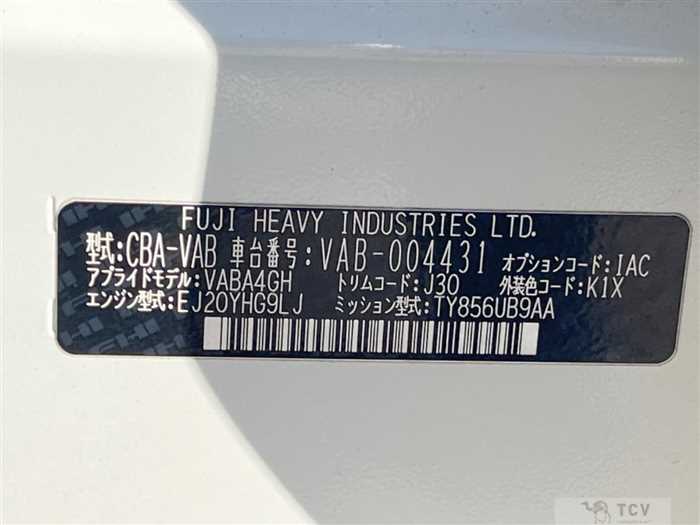 FUJI HEAVY INDUSTRIES LTD.
型式:CBA-VAB 車台番号:VAB-004431 オプションコード:IAC
アプライドモデル:VABA4GH トリムコード:J30 外装色コード:K1X
エンジン型式:EJ20YHG9LJ ミッション型式:TY856UB9AA
TCV